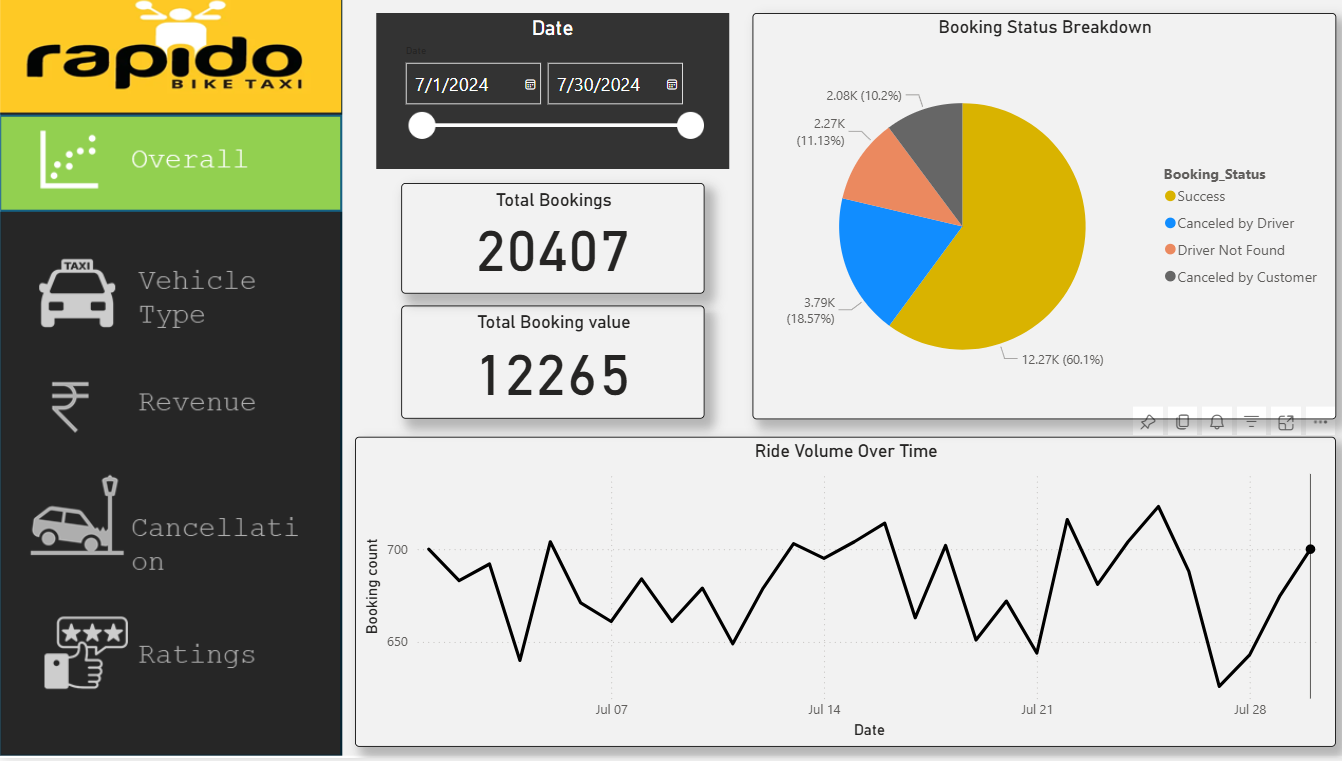 rapido
BIKE TAXI
Overall
TAXI
Vehicle
Type
Revenue
Cancellati
on
Ratings
Date
Date
7/1/2024
7/30/2024
Total Bookings
20407
Total Booking value
12265
Booking Status Breakdown
2.08K (10.2%)
2.27K
(11.13%)
3.79K
(18.57%)
12.27K (60.1%)
Booking_Status
Success
Canceled by Driver
Driver Not Found
Canceled by Customer
Ride Volume Over Time
Booking count
700
650
Jul 07
Jul 14
Jul 21
Jul 28
Date